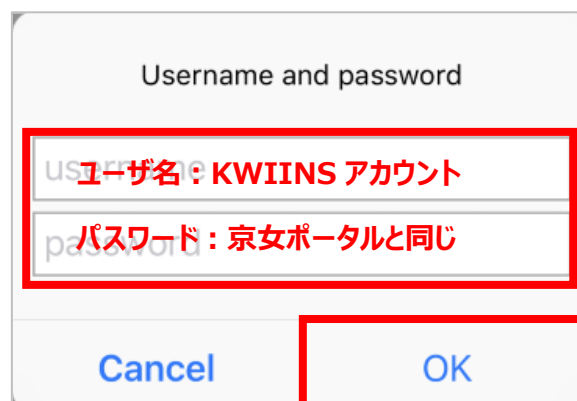 Username and password
username
ユーザ名：KWIINS アカウント
password
パスワード：京女ポータルと同じ
Cancel
OK